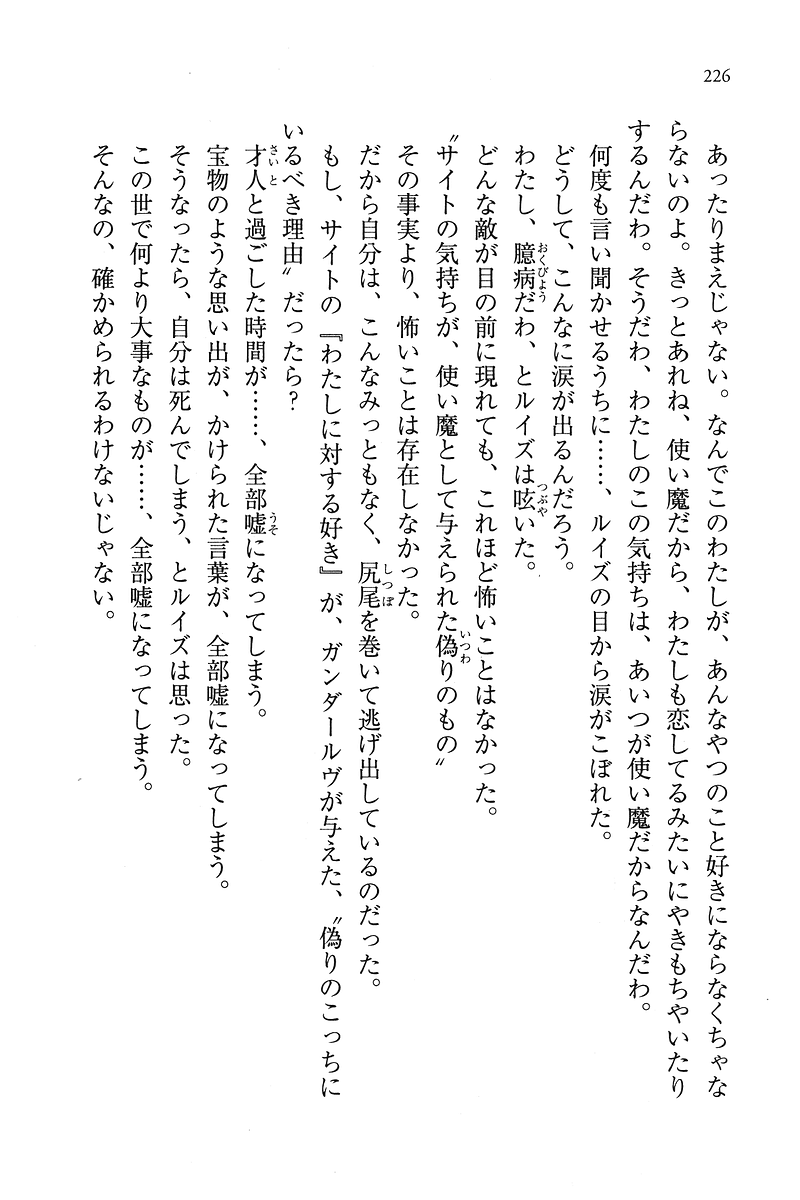 226
あったりまえじゃない。なんでこのわたしが、あんなやつのこと好きにならなくちゃな
らないのよ。きっとあれね、使い魔だから、わたしも恋してるみたいにやきもちやいたり
するんだわ。そうだわ、わたしのこの気持ちは、あいつが使い魔だからなんだわ。
何度も言い聞かせるうちに……、ルイズの目から涙がこぼれた。
どうして、こんなに涙が出るんだろう。
わたし、臆病だわ、とルイズは呟いた。
どんな敵が目の前に現れても、これほど怖いことはなかった。
〝サイトの気持ちが、使い魔として与えられた偽りのもの〟
その事実より、怖いことは存在しなかった。
だから自分は、こんなみっともなく、尻尾を巻いて逃げ出しているのだった。
もし、サイトの『わたしに対する好き』が、ガンダールヴが与えた、〝偽りのこっちに
いるべき理由〟だったら？
才人と過ごした時間が……、全部嘘になってしまう。
宝物のような思い出が、かけられた言葉が、全部嘘になってしまう。
そうなったら、自分は死んでしまう、とルイズは思った。
この世で何より大事なものが……、全部嘘になってしまう。
そんなの、確かめられるわけないじゃない。